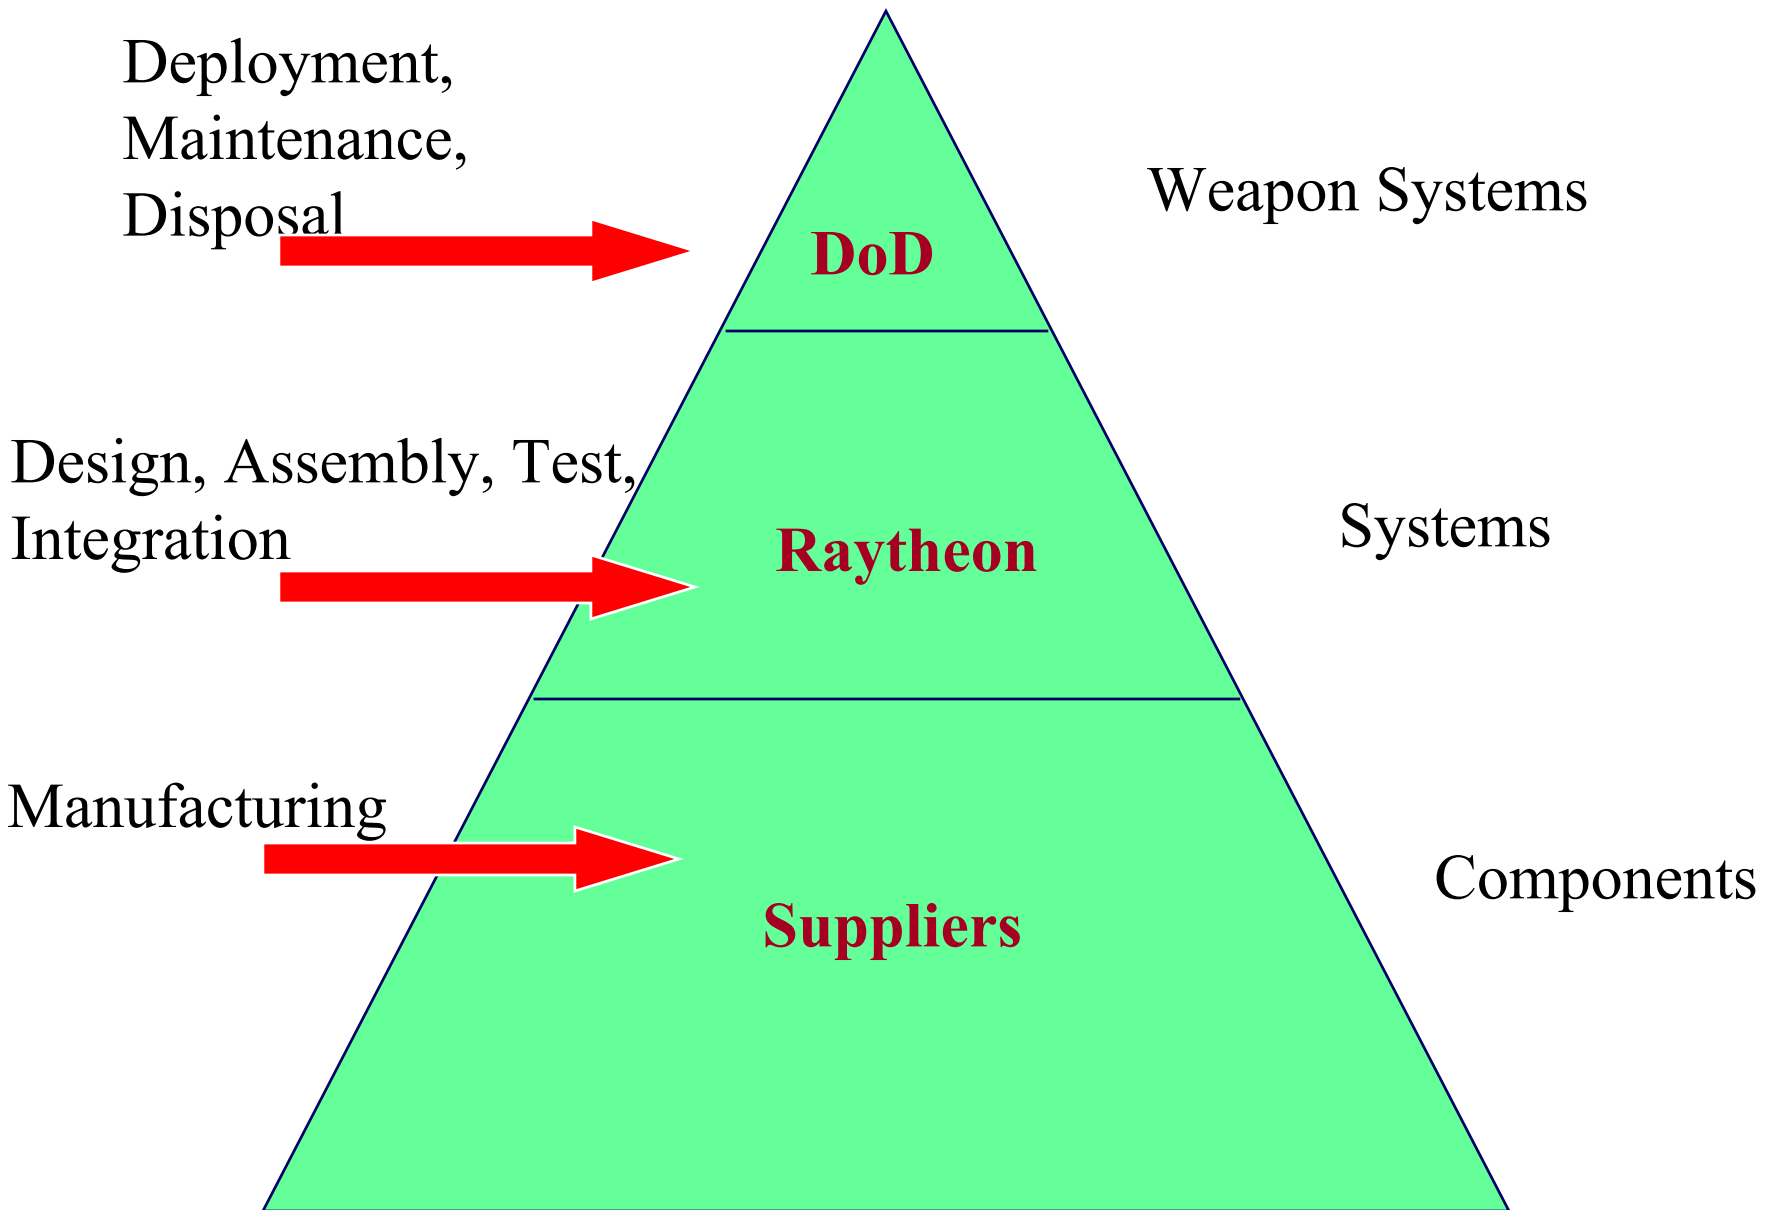 Deployment,
Maintenance,
Disposal
Weapon Systems
DoD
Design, Assembly, Test,
Integration
Raytheon
Systems
Manufacturing
Suppliers
Components